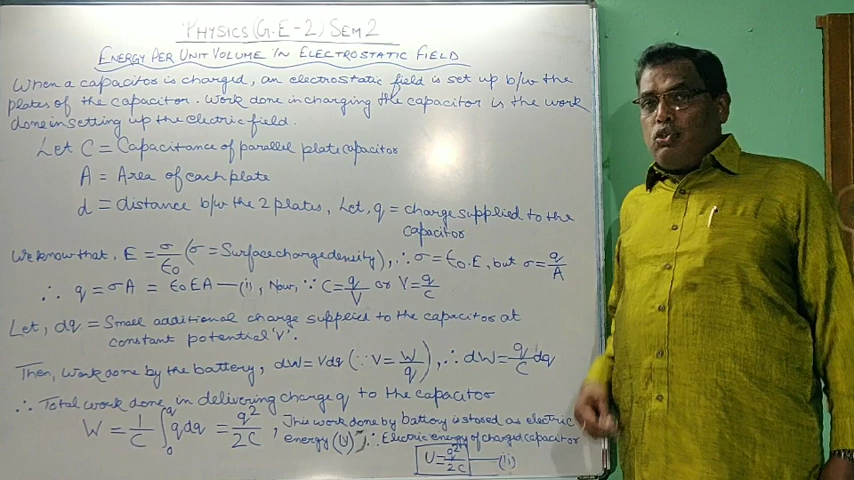 PHYSICS (G.E-2) SEM 2
ENERGY PER UNIT VOLUME IN ELECTROSTATIC FIELD
When a capacitor is charged, an electrostatic field is set up b/w the
plates of the capacitor. Work done in charging the capacitor is the work
done in setting up the electric field.
Let C = Capacitance of parallel plate capacitor
A = Area of each plate
d = distance b/w the 2 plates, Let, q = charge supplied to the
capacitor
We know that, E = σ/ε₀ (σ = Surface charge density), ∴ σ = ε₀.E, but σ = q/A
∴ q = σA = ε₀EA —(i), Now, ∵ C = q/V or V = q/C
Let, dq = Small additional charge supplied to the capacitor at
constant potential 'V'.
Then, work done by the battery, dW = Vdq (∵ V = W/q), ∴ dW = q/C dq
∴ Total work done in delivering charge q to the capacitor
W = 1/C ∫₀^q q dq = q²/2C, This work done by battery is stored as electric
energy (U) ∴ Electric energy of charged capacitor
U = q²/2C —(ii)